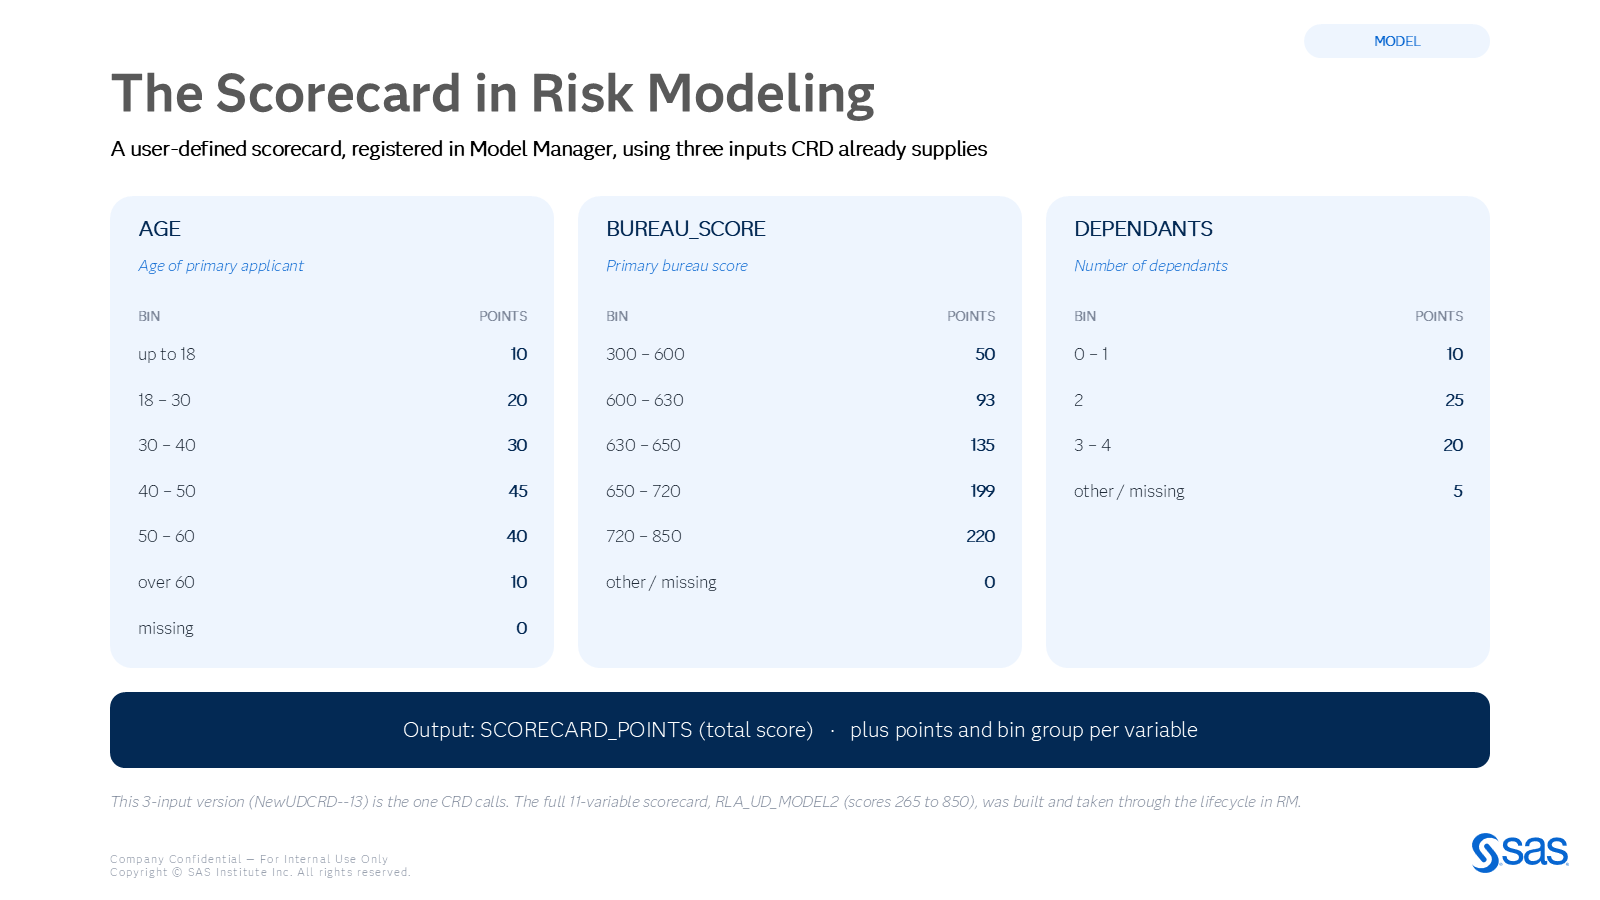 MODEL
The Scorecard in Risk Modeling
A user-defined scorecard, registered in Model Manager, using three inputs CRD already supplies
AGE
Age of primary applicant
BIN POINTS
up to 18 10
18 – 30 20
30 – 40 30
40 – 50 45
50 – 60 40
over 60 10
missing 0
BUREAU_SCORE
Primary bureau score
BIN POINTS
300 – 600 50
600 – 630 93
630 – 650 135
650 – 720 199
720 – 850 220
other / missing 0
DEPENDANTS
Number of dependants
BIN POINTS
0 – 1 10
2 25
3 – 4 20
other / missing 5
Output: SCORECARD_POINTS (total score) · plus points and bin group per variable
This 3-input version (NewUDCRD--13) is the one CRD calls. The full 11-variable scorecard, RLA_UD_MODEL2 (scores 265 to 850), was built and taken through the lifecycle in RM.
Company Confidential — For Internal Use Only
Copyright © SAS Institute Inc. All rights reserved.
sas